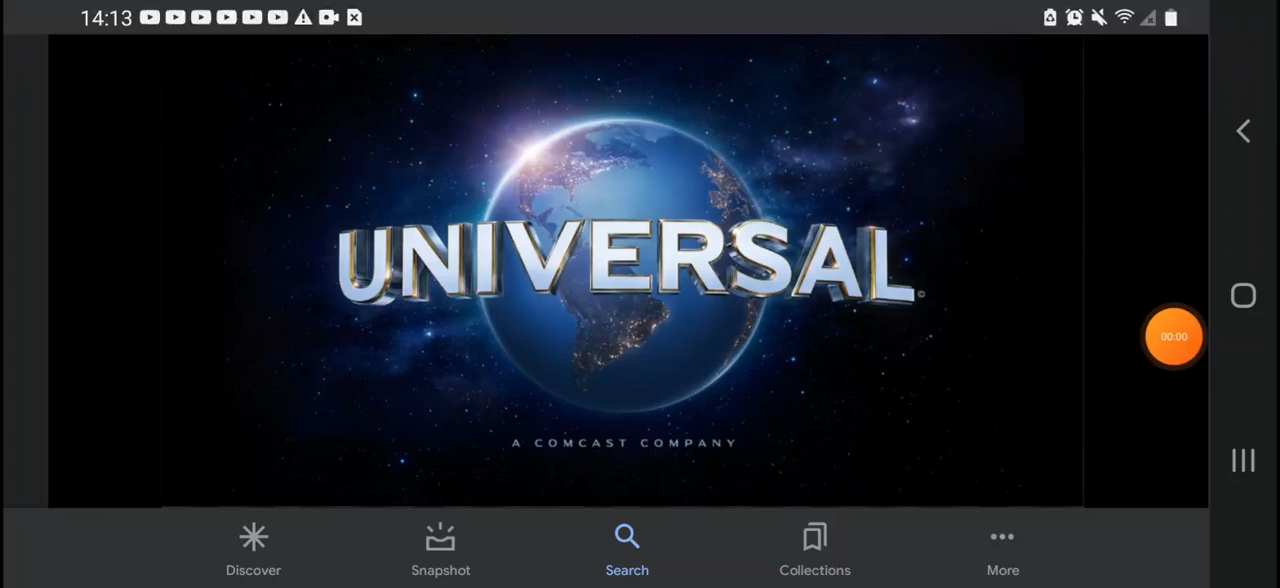 14:13
UNIVERSAL
A COMCAST COMPANY
00:00
Discover
Snapshot
Search
Collections
More